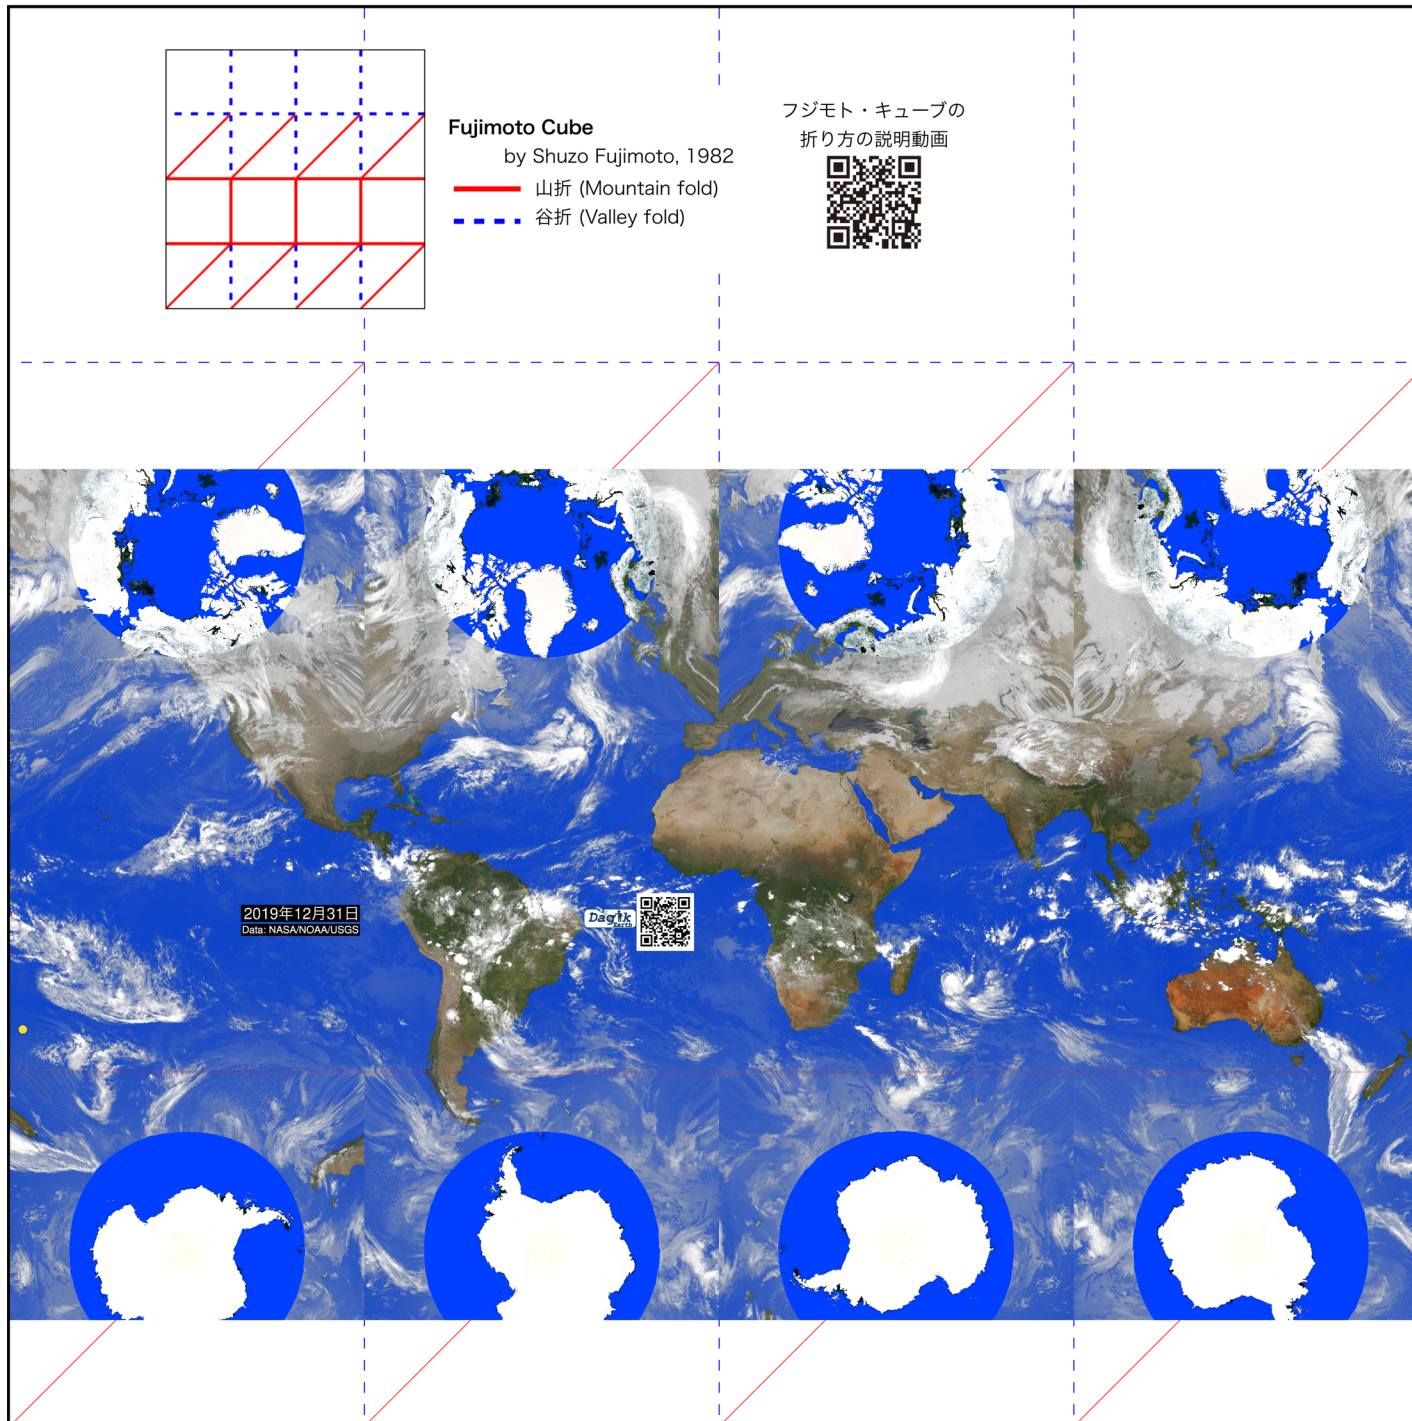 Fujimoto Cube
by Shuzo Fujimoto, 1982
山折 (Mountain fold)
谷折 (Valley fold)
フジモト・キューブの
折り方の説明動画
2019年12月31日
Data: NASA/NOAA/USGS
Dagik
Earth